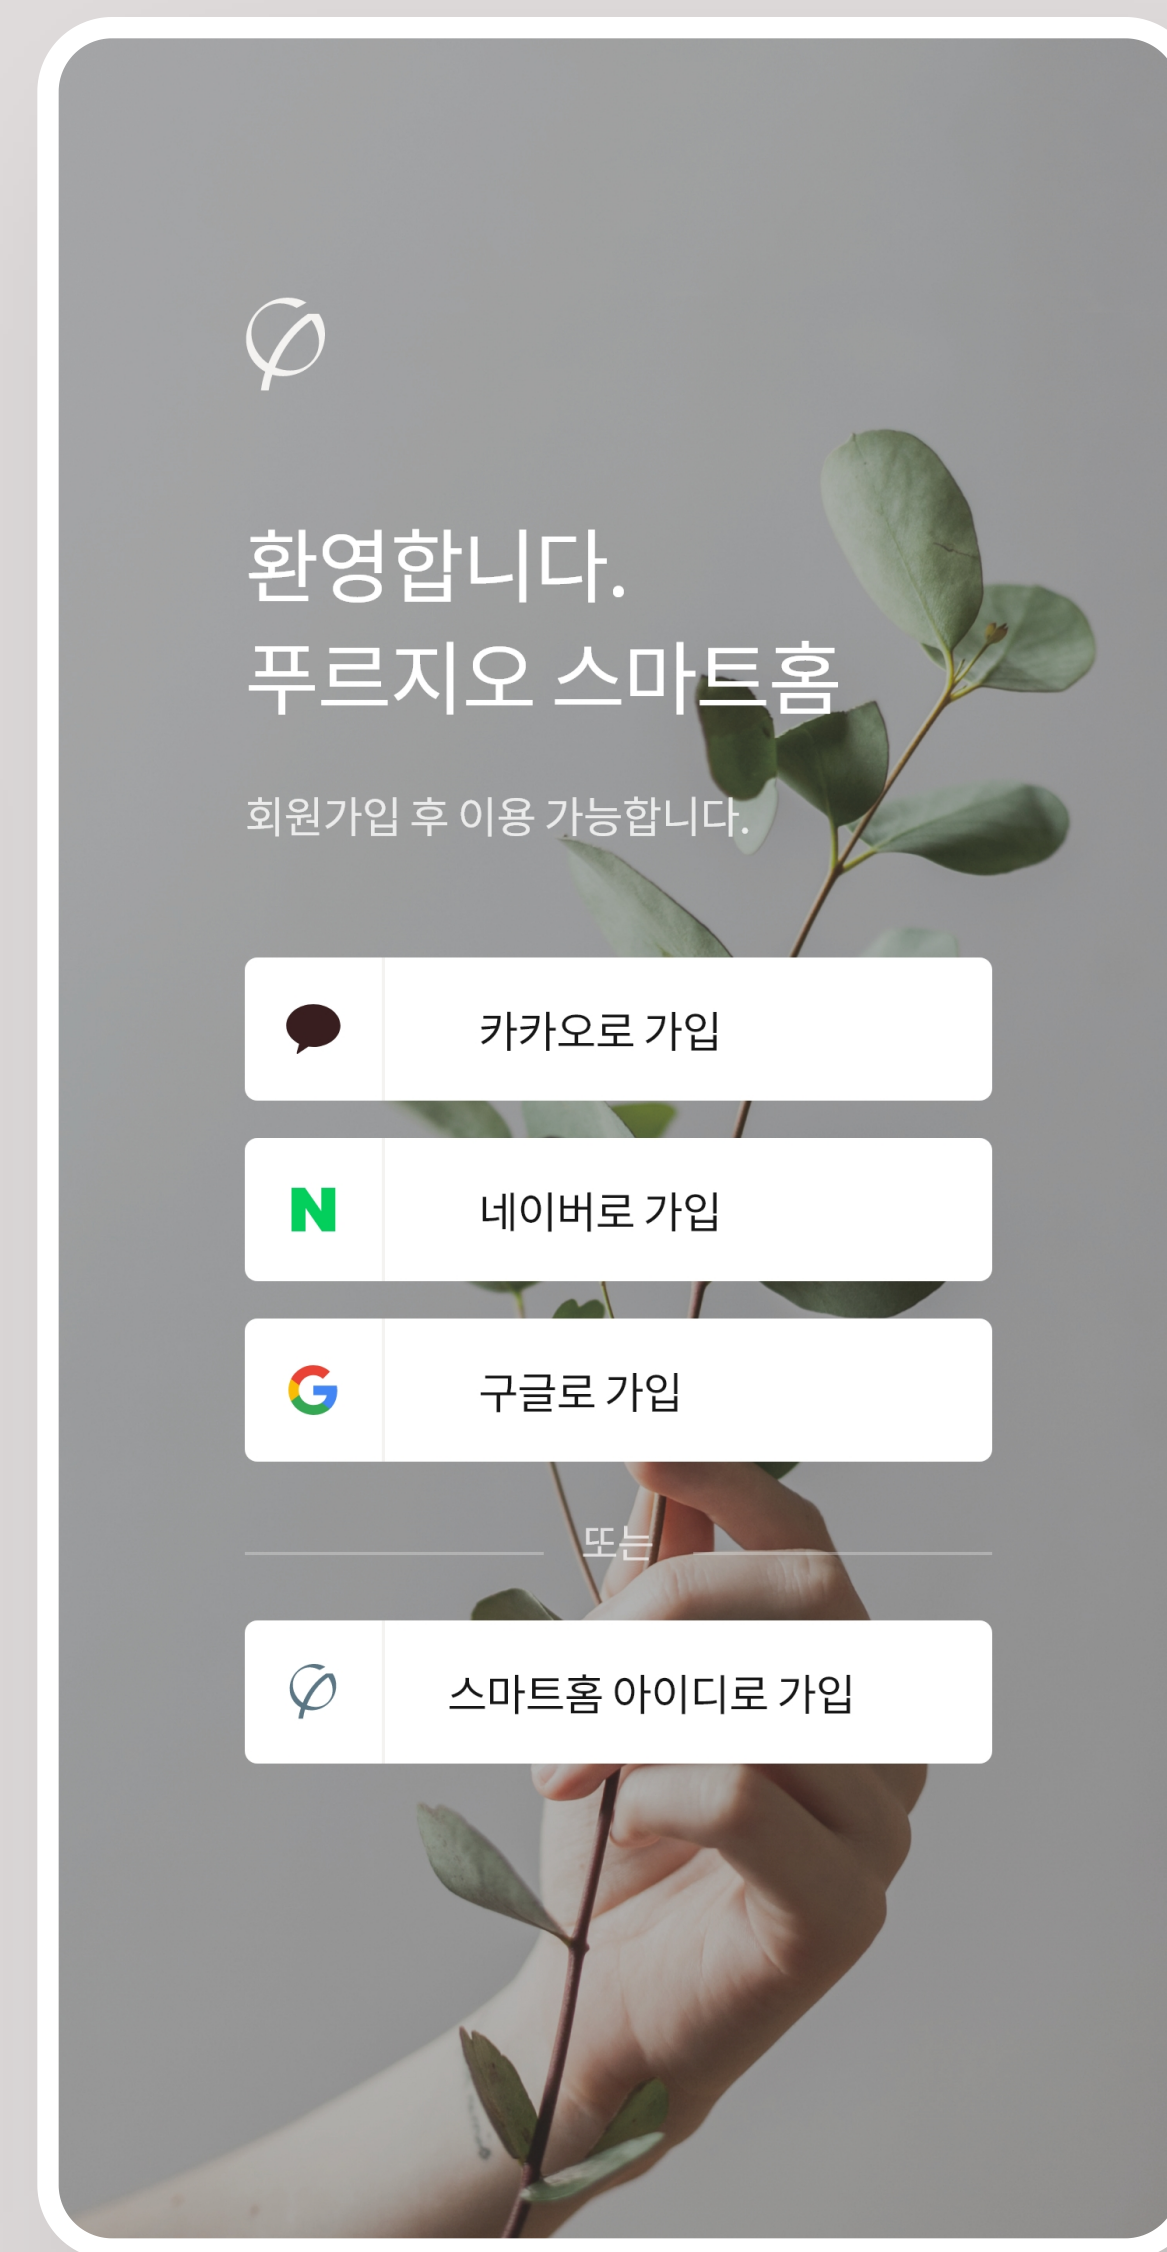 환영합니다.
푸르지오 스마트홈
회원가입 후 이용 가능합니다.
카카오로 가입
네이버로 가입
구글로 가입
또는
스마트홈 아이디로 가입